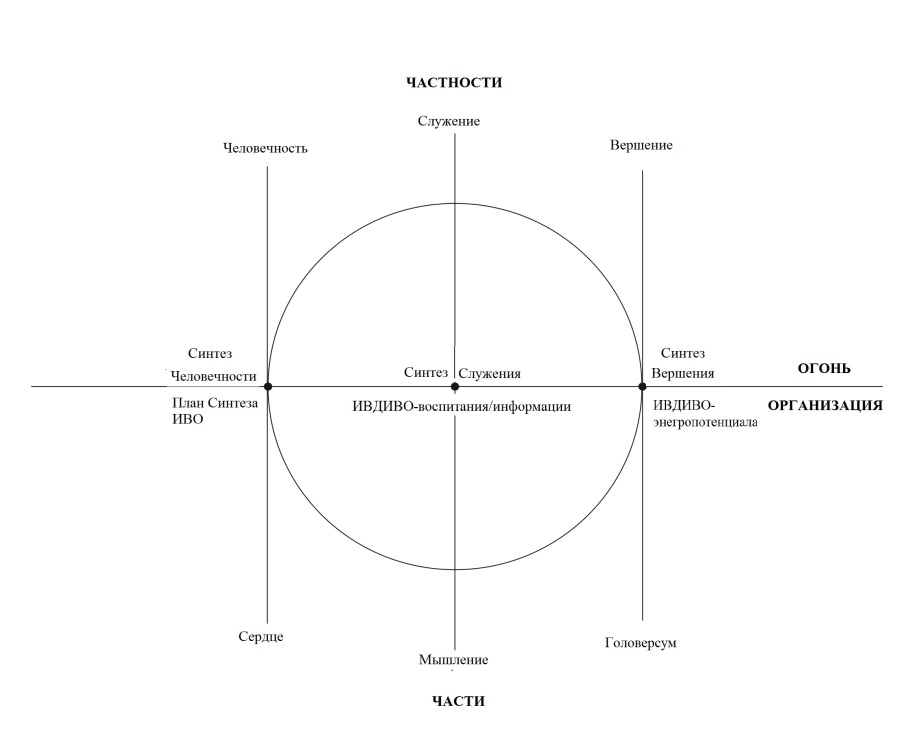 ЧАСТНОСТИ
Служение
Человечность
Вершение
Синтез
Человечности
Синтез Служения
Синтез
Вершения
ОГОНЬ
План Синтеза
ИВО
ИВДИВО-воспитания/информации
ИВДИВО-
энегропотенциала
ОРГАНИЗАЦИЯ
Сердце
Мышление
Головерсум
ЧАСТИ